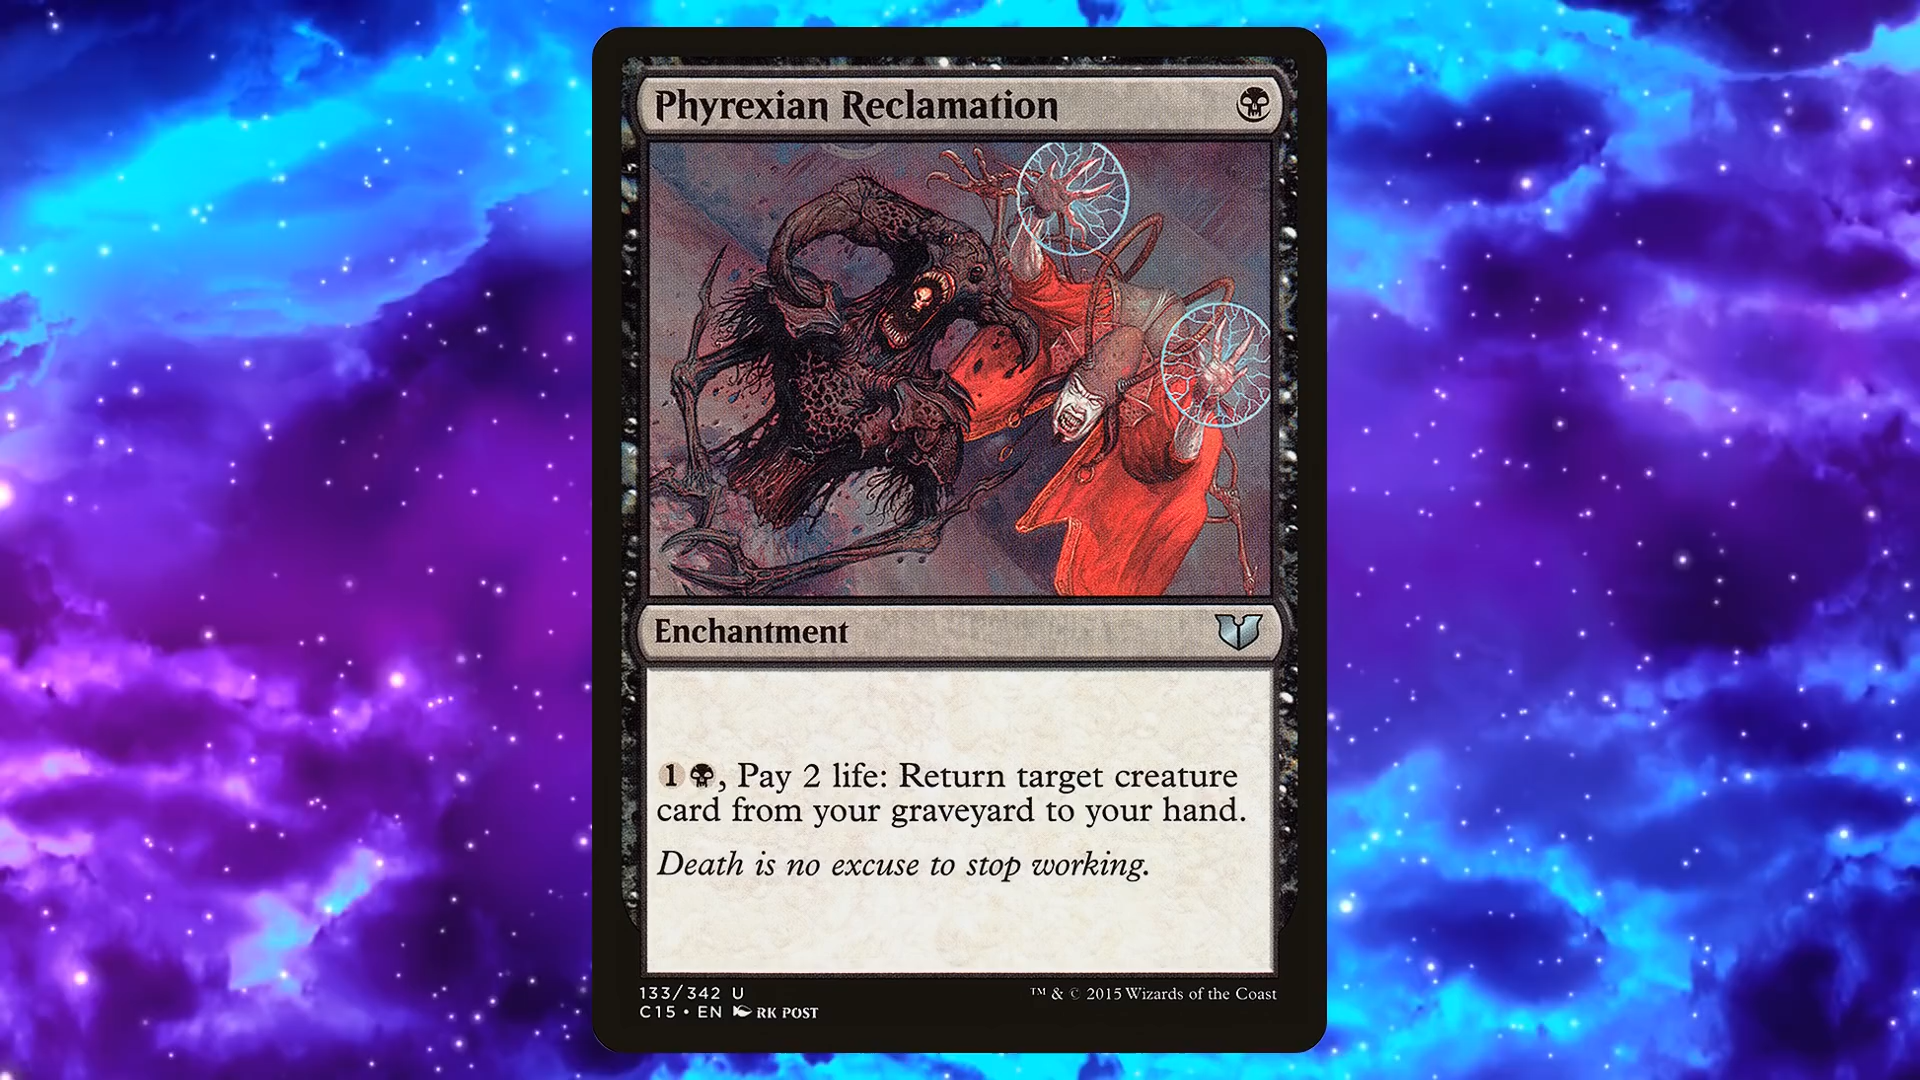 Phyrexian Reclamation
Enchantment
1, Pay 2 life: Return target creature
card from your graveyard to your hand.
Death is no excuse to stop working.
133/342 U
™ & © 2015 Wizards of the Coast
C15 • EN RK POST